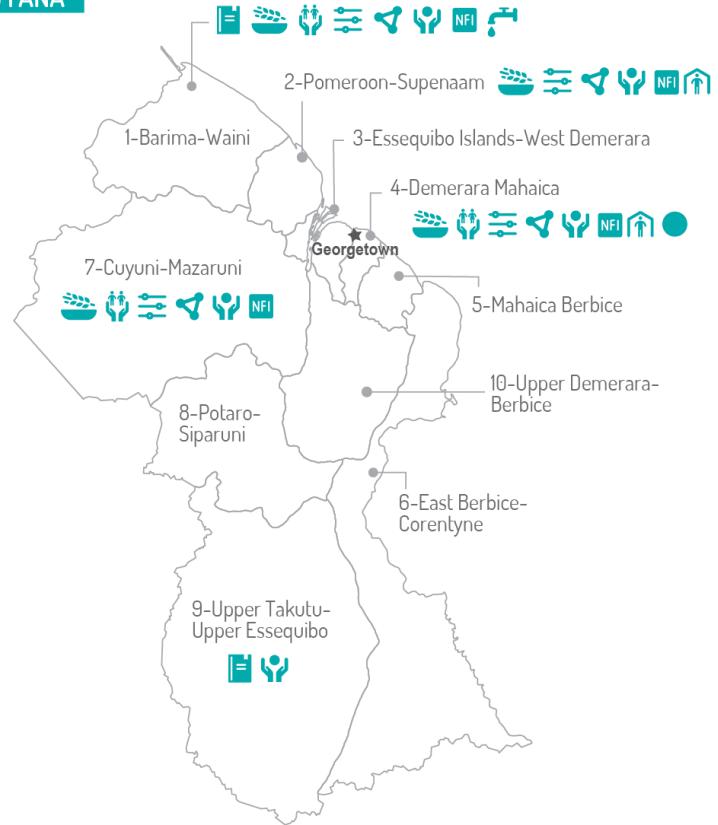 YANA
NFI
2-Pomeroon-Supenaam NFI
1-Barima-Waini
3-Essequibo Islands-West Demerara
4-Demerara Mahaica
NFI
Georgetown
7-Cuyuni-Mazaruni
NFI
5-Mahaica Berbice
10-Upper Demerara-
Berbice
8-Potaro-
Siparuni
6-East Berbice-
Corentyne
9-Upper Takutu-
Upper Essequibo